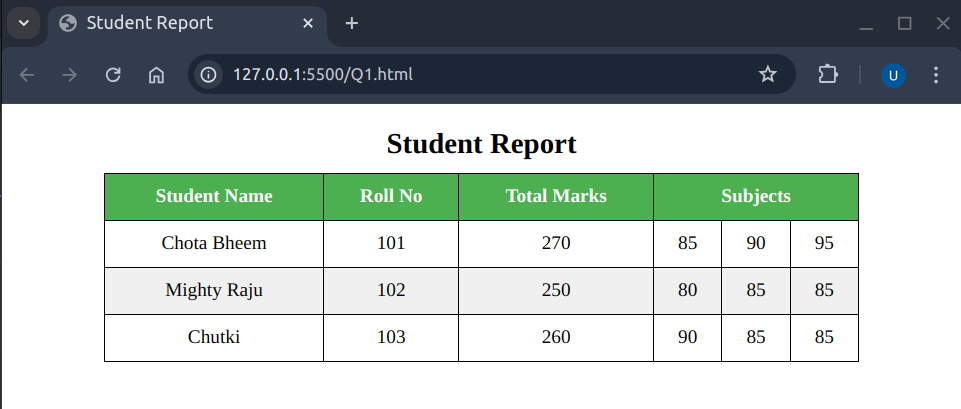 Student Report
127.0.0.1:5500/Q1.html
U
Student Report
Student Name Roll No Total Marks Subjects
Chota Bheem 101 270 85 90 95
Mighty Raju 102 250 80 85 85
Chutki 103 260 90 85 85